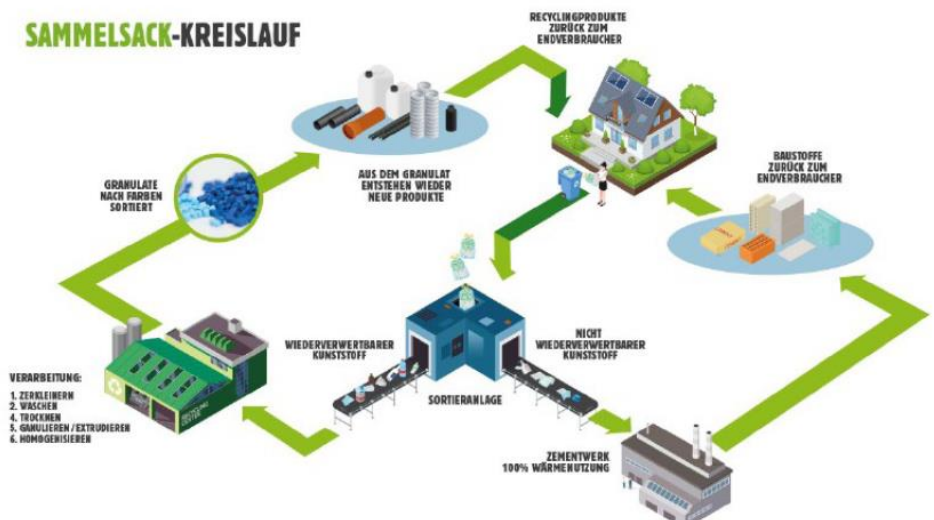 SAMMELSACK-KREISLAUF
RECYCLINGPRODUKTE
ZURÜCK ZUM
ENDVERBRAUCHER
GRANULATE
NACH FARBEN
SORTIERT
AUS DEM GRANULAT
ENTSTEHEN WIEDER
NEUE PRODUKTE
BAUSTOFFE
ZURÜCK ZUM
ENDVERBRAUCHER
WIEDERVERWERTBARER
KUNSTSTOFF
NICHT
WIEDERVERWERTBARER
KUNSTSTOFF
SORTIERANLAGE
VERARBEITUNG:
1. ZERKLEINERN
2. WASCHEN
4. TROCKNEN
5. GANULIEREN/EXTRUDIEREN
6. HOMOGENISIEREN
RECYCLING
CENTER
ZEMENTWERK
100% WÄRMENUTZUNG